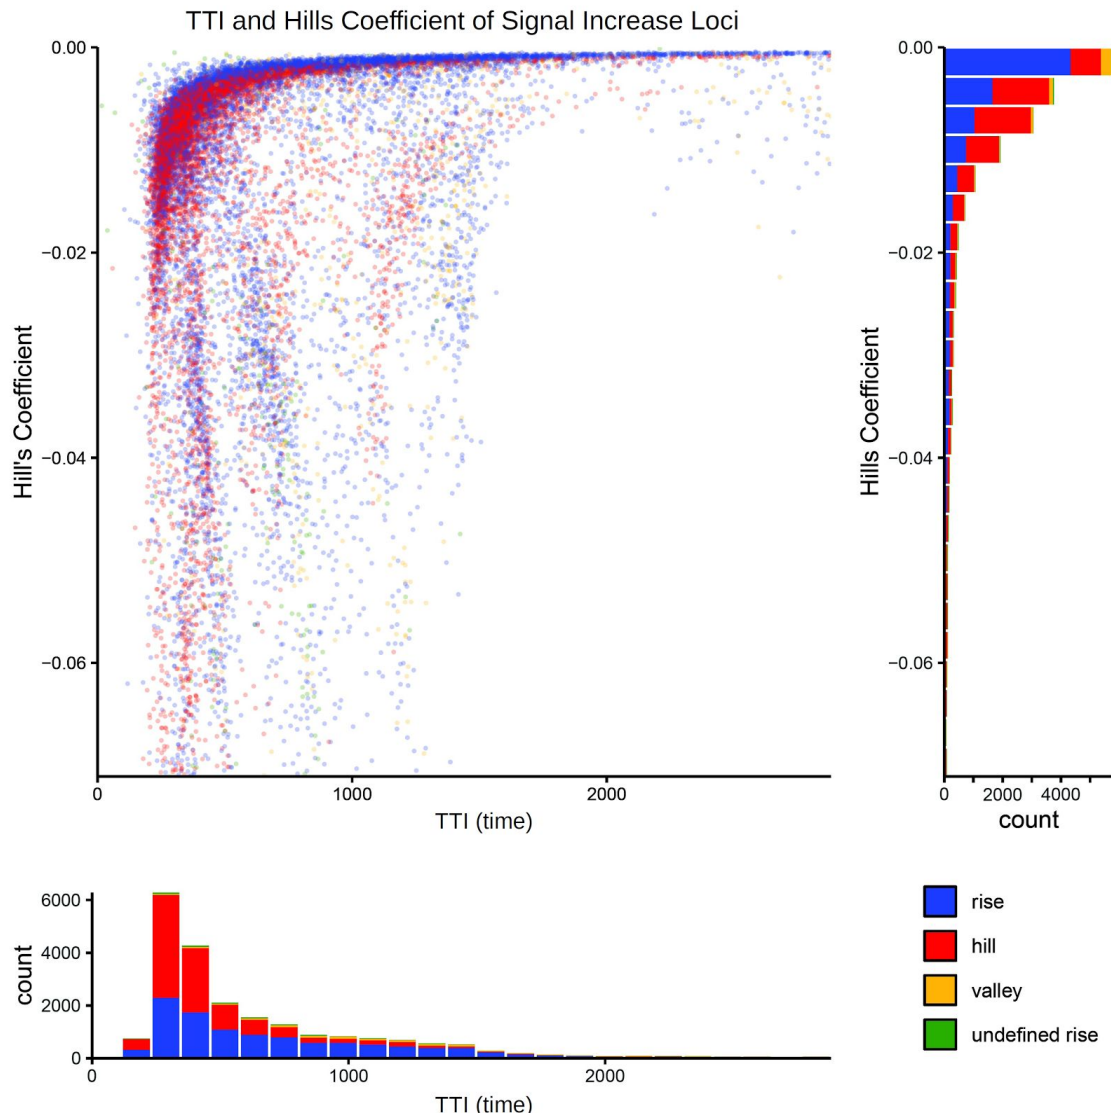 TTI and Hills Coefficient of Signal Increase Loci
0.00
−0.02
−0.04
−0.06
Hill's Coefficient
0
1000
2000
TTI (time)
0.00
−0.02
−0.04
−0.06
Hills Coefficient
0
2000
4000
count
6000
4000
2000
0
count
0
1000
2000
TTI (time)
rise
hill
valley
undefined rise